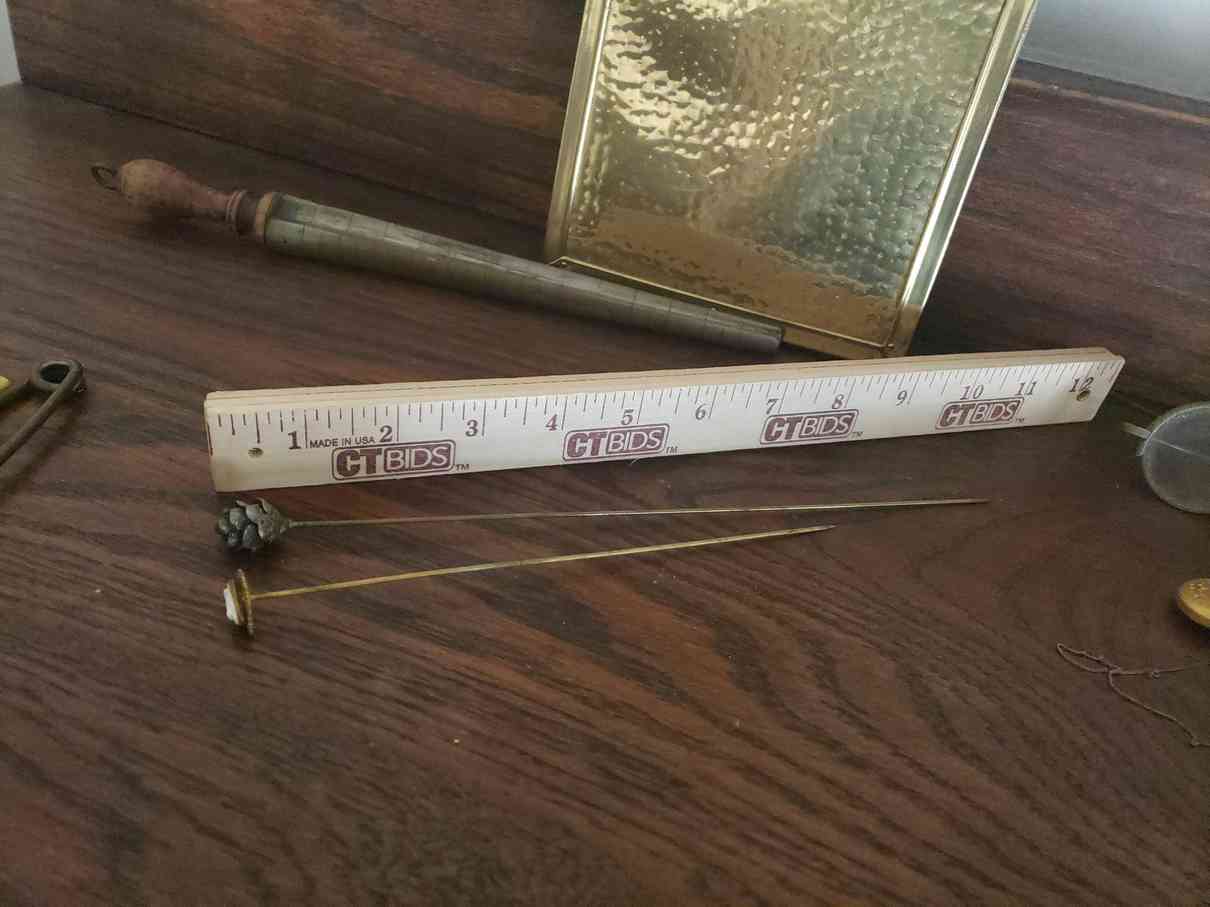 1 2 3 4 5 6 7 8 9 10 11 12
MADE IN USA
CTBIDS™ CTBIDS™ CTBIDS™ CTBIDS™